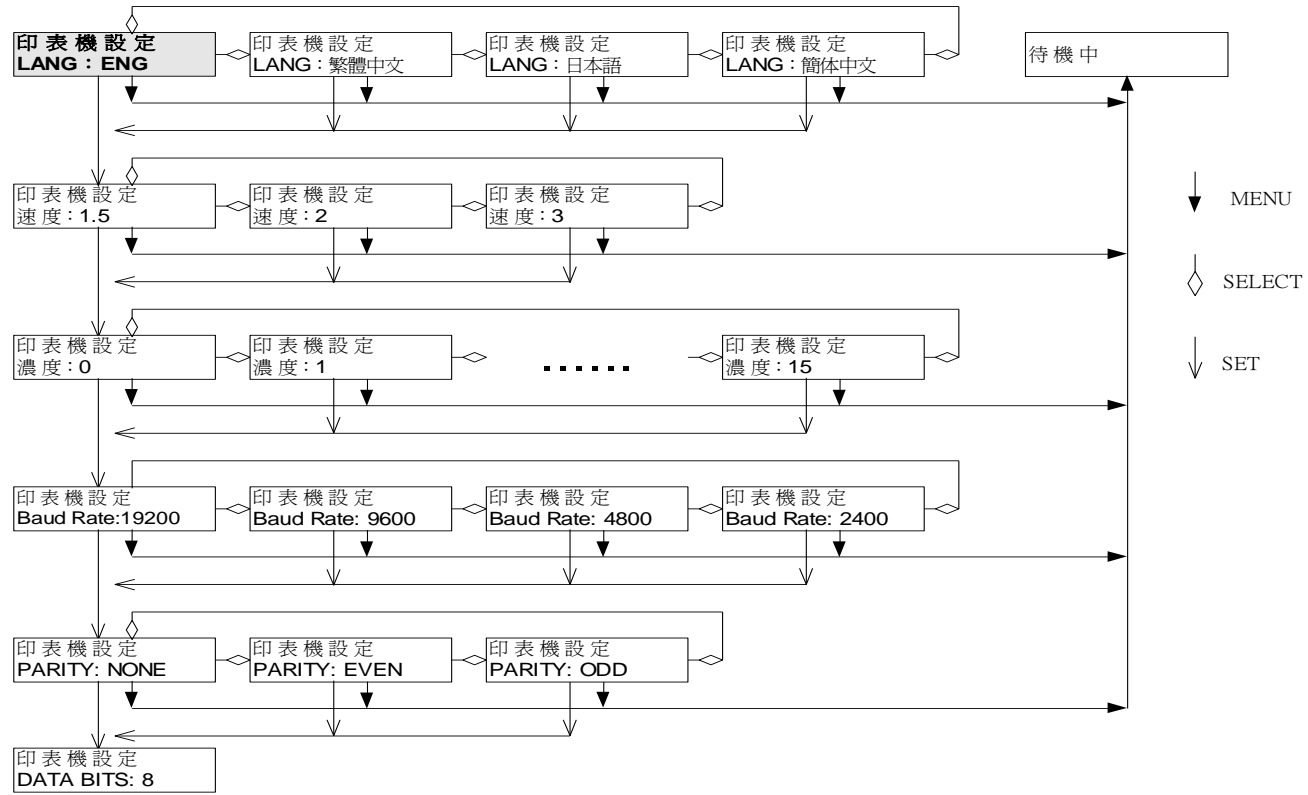 印表機設定
LANG：ENG
印表機設定
LANG：繁體中文
印表機設定
LANG：日本語
印表機設定
LANG：簡体中文
待機中
印表機設定
速度：1.5
印表機設定
速度：2
印表機設定
速度：3
MENU
SELECT
SET
印表機設定
濃度：0
印表機設定
濃度：1
......
印表機設定
濃度：15
印表機設定
Baud Rate:19200
印表機設定
Baud Rate: 9600
印表機設定
Baud Rate: 4800
印表機設定
Baud Rate: 2400
印表機設定
PARITY: NONE
印表機設定
PARITY: EVEN
印表機設定
PARITY: ODD
印表機設定
DATA BITS: 8